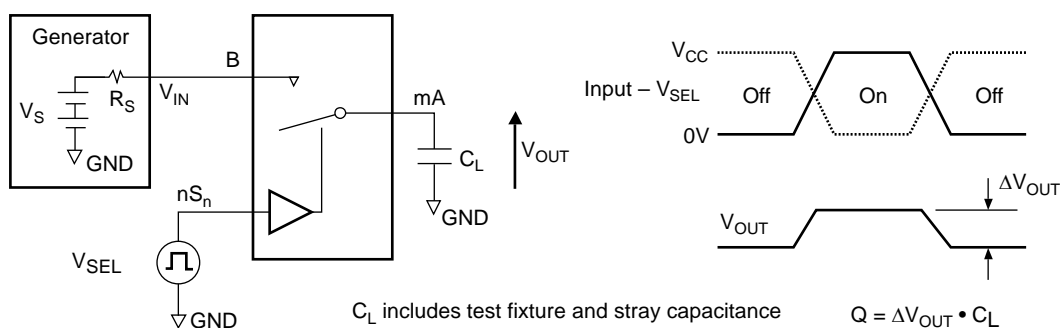 Generator
B
mA
R_S
V_IN
V_S
GND
C_L
V_OUT
GND
nS_n
V_SEL
GND
C_L includes test fixture and stray capacitance
V_CC
Input – V_SEL
Off
On
Off
0V
ΔV_OUT
V_OUT
Q = ΔV_OUT • C_L